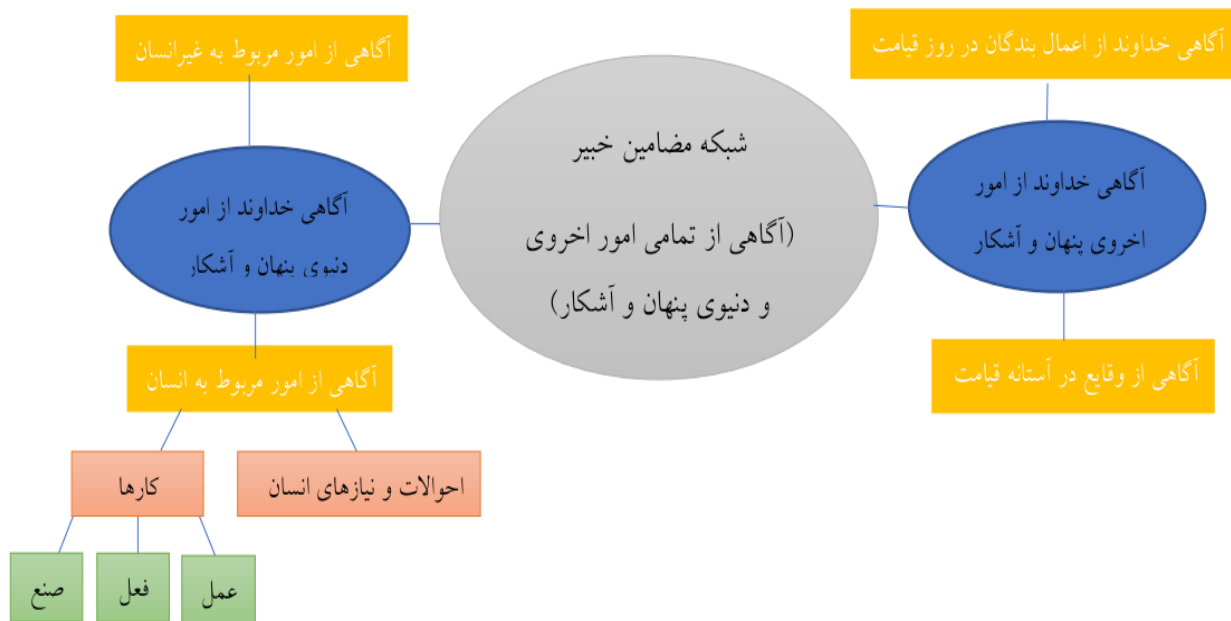 آگاهی خداوند از اعمال بندگان در روز قیامت
آگاهی از امور مربوط به غیرانسان
شبکه مضامین خبیر
(آگاهی از تمامی امور اخروی
و دنیوی پنهان و آشکار)
آگاهی خداوند از امور
اخروی پنهان و آشکار
آگاهی خداوند از امور
دنیوی پنهان و آشکار
آگاهی از وقایع در آستانه قیامت
آگاهی از امور مربوط به انسان
احوالات و نیازهای انسان
کارها
عمل
فعل
صنع